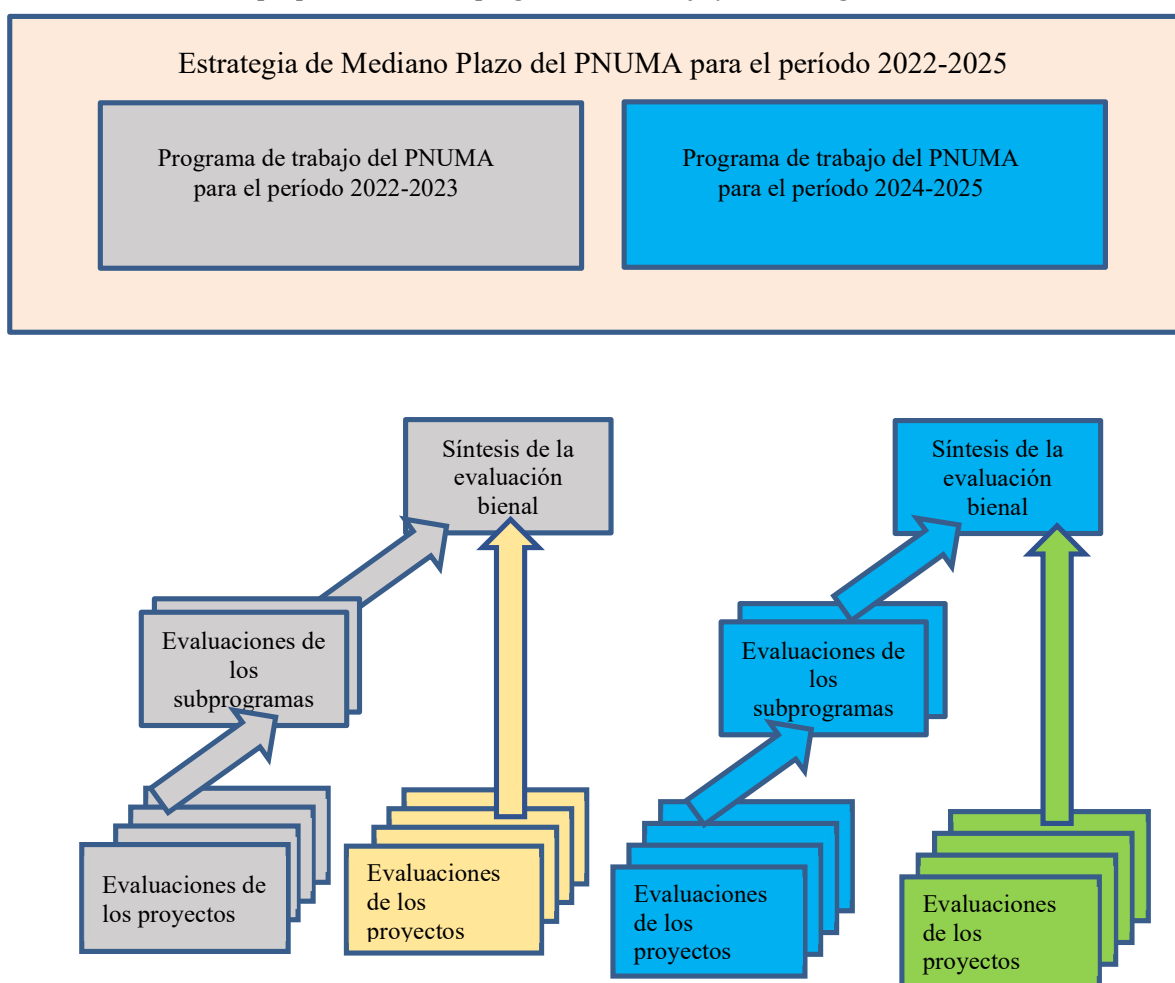 Estrategia de Mediano Plazo del PNUMA para el período 2022-2025
Programa de trabajo del PNUMA
para el período 2022-2023
Programa de trabajo del PNUMA
para el período 2024-2025
Síntesis de la
evaluación
bienal
Síntesis de la
evaluación
bienal
Evaluaciones de
los
subprogramas
Evaluaciones de
los
subprogramas
Evaluaciones de
los proyectos
Evaluaciones
de los
proyectos
Evaluaciones
de los
proyectos
Evaluaciones
de los
proyectos